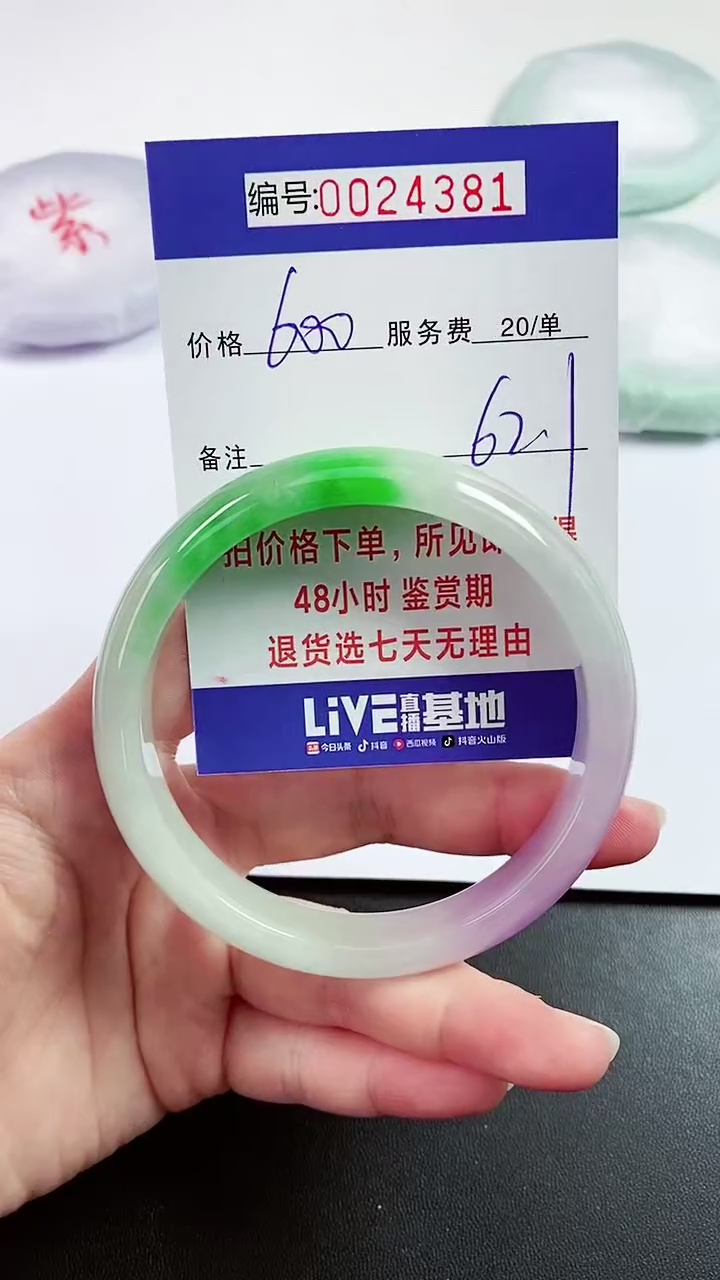 紫
编号:0024381
价格 600 服务费 20/单
备注 62
拍价格下单,所见即
48小时 鉴赏期
退货选七天无理由
LiVE直播基地
今日头条 抖音 西瓜视频 抖音火山版